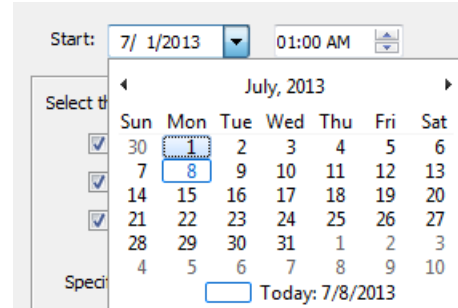 Start: 7/ 1/2013 01:00 AM
July, 2013
Select th
Sun Mon Tue Wed Thu Fri Sat
30 1 2 3 4 5 6
7 8 9 10 11 12 13
14 15 16 17 18 19 20
21 22 23 24 25 26 27
28 29 30 31 1 2 3
4 5 6 7 8 9 10
Specif
Today: 7/8/2013